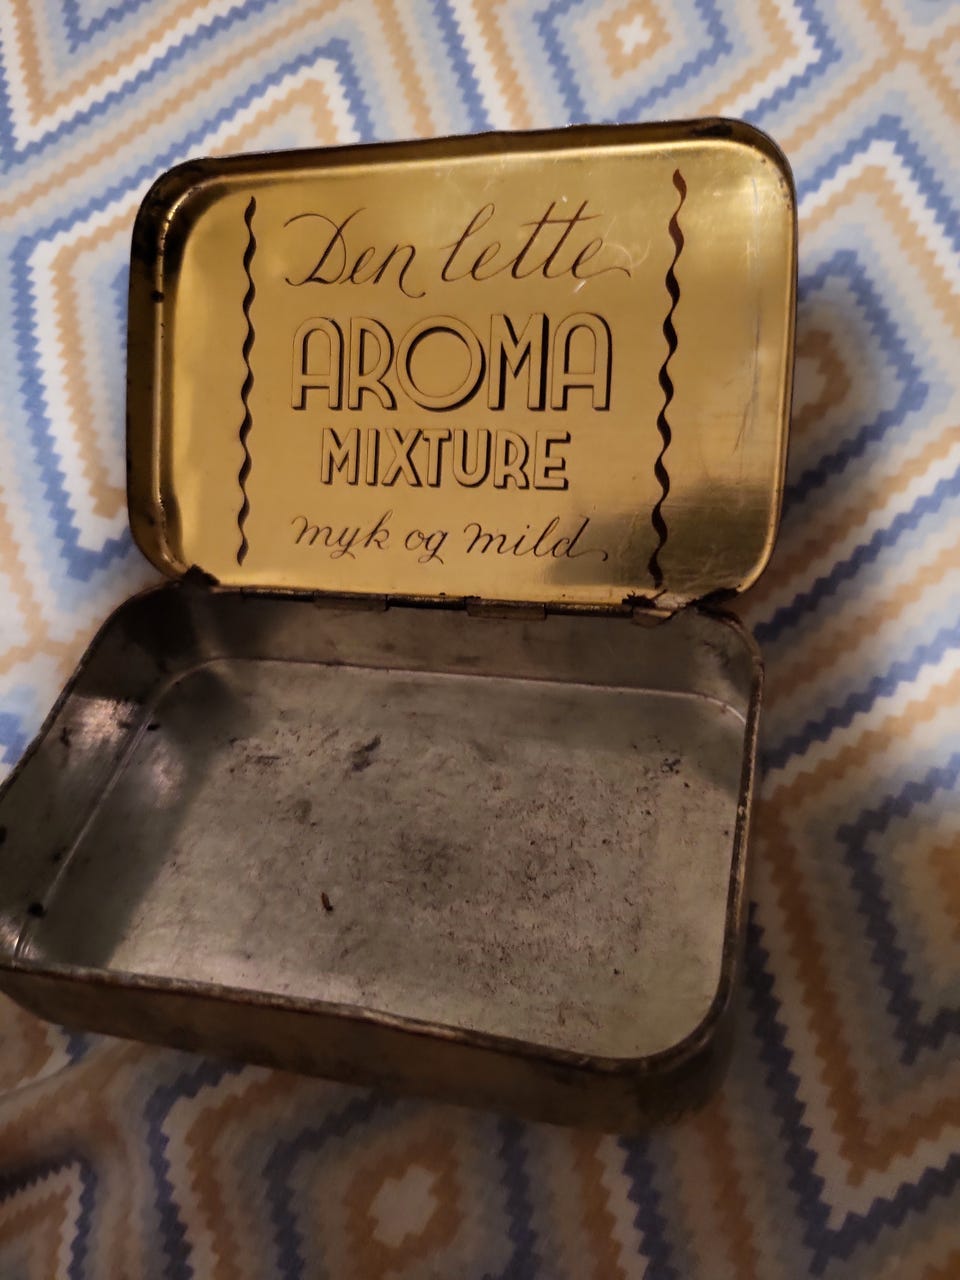 Den lette
AROMA
MIXTURE
myk og mild